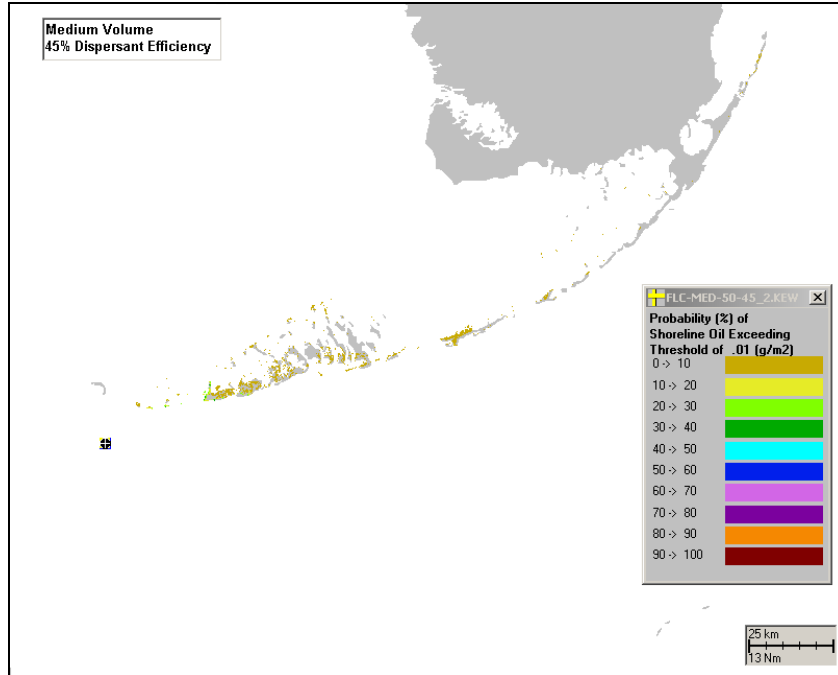 Medium Volume
45% Dispersant Efficiency
FLC-MED-50-45_2.KEW
Probability (%) of
Shoreline Oil Exceeding
Threshold of .01 (g/m2)
0 -> 10
10 -> 20
20 -> 30
30 -> 40
40 -> 50
50 -> 60
60 -> 70
70 -> 80
80 -> 90
90 -> 100
25 km
13 Nm